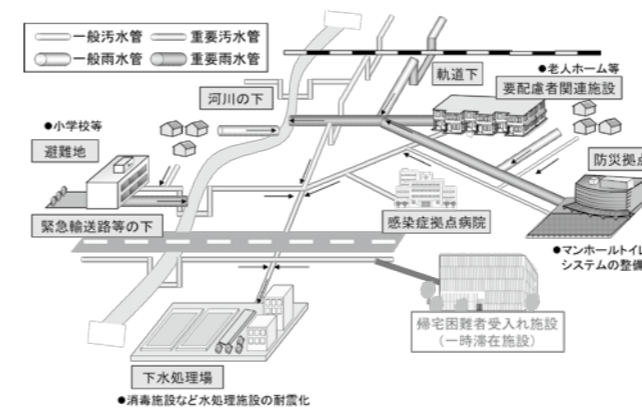 一般汚水管
重要汚水管
一般雨水管
重要雨水管
軌道下
●老人ホーム等
要配慮者関連施設
河川の下
●小学校等
避難地
防災拠点
緊急輸送路等の下
感染症拠点病院
●マンホールトイレ
システムの整備
帰宅困難者受入れ施設
(一時滞在施設)
下水処理場
●消毒施設など水処理施設の耐震化